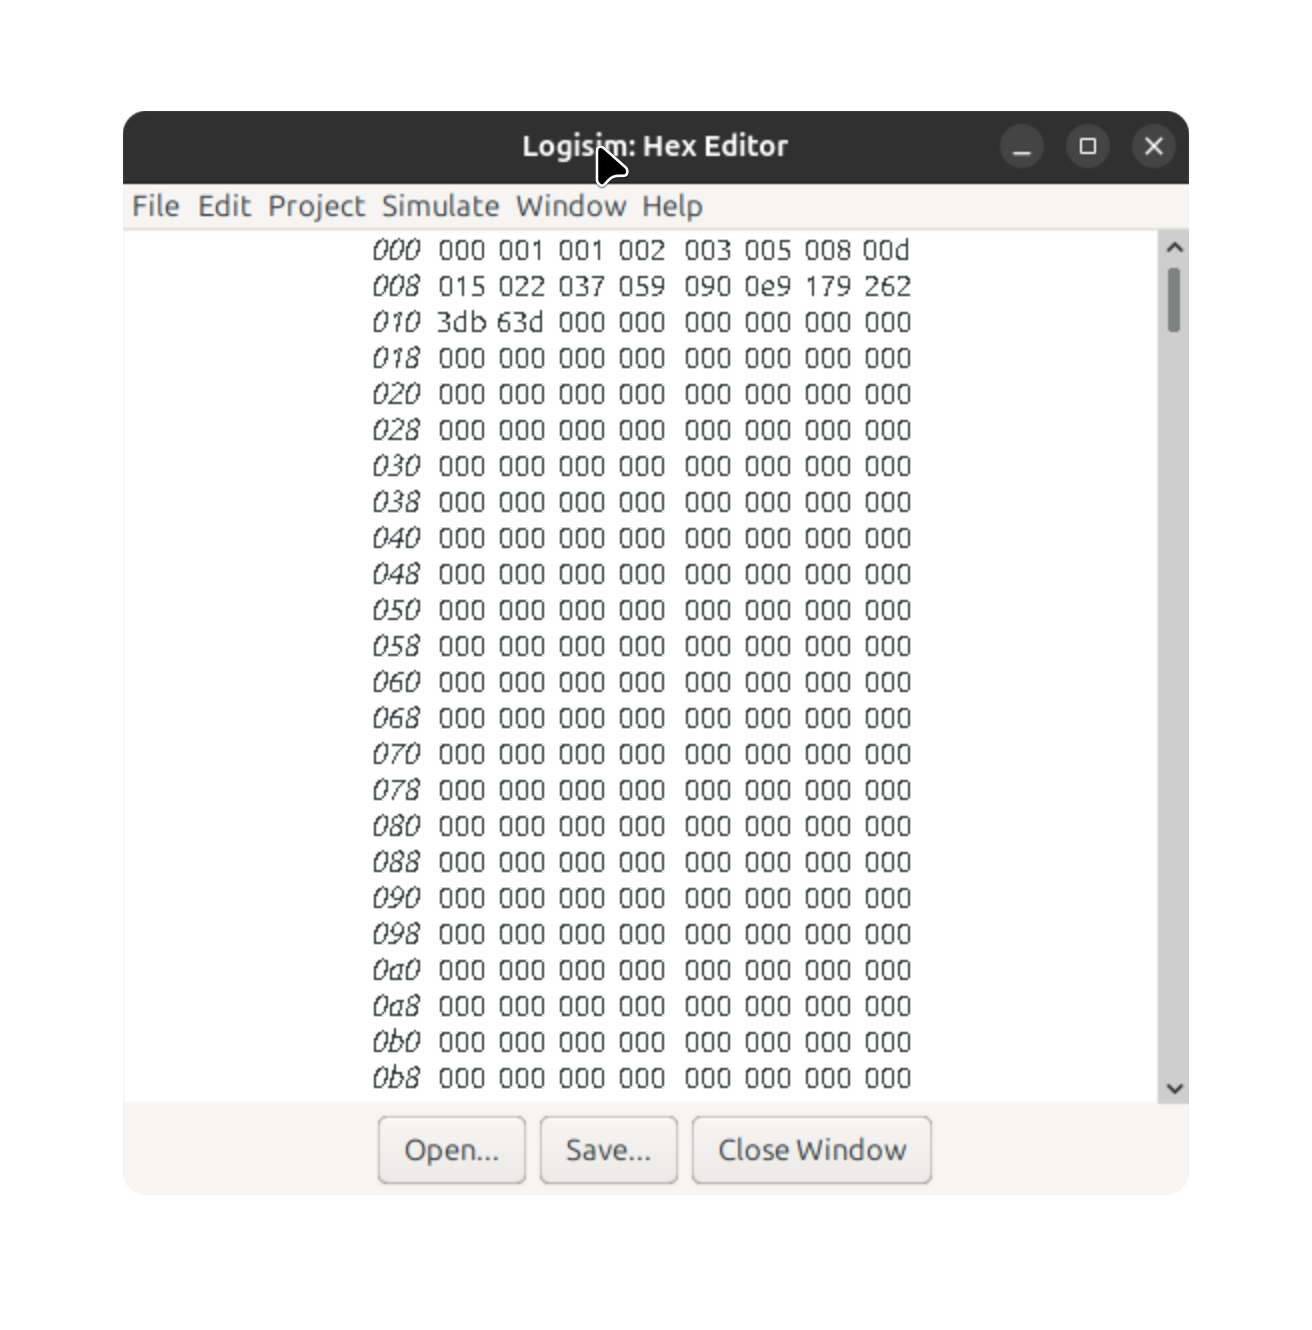 Logisim: Hex Editor
File Edit Project Simulate Window Help
000 000 001 001 002 003 005 008 00d
008 015 022 037 059 090 0e9 179 262
010 3db 63d 000 000 000 000 000 000
018 000 000 000 000 000 000 000 000
020 000 000 000 000 000 000 000 000
028 000 000 000 000 000 000 000 000
030 000 000 000 000 000 000 000 000
038 000 000 000 000 000 000 000 000
040 000 000 000 000 000 000 000 000
048 000 000 000 000 000 000 000 000
050 000 000 000 000 000 000 000 000
058 000 000 000 000 000 000 000 000
060 000 000 000 000 000 000 000 000
068 000 000 000 000 000 000 000 000
070 000 000 000 000 000 000 000 000
078 000 000 000 000 000 000 000 000
080 000 000 000 000 000 000 000 000
088 000 000 000 000 000 000 000 000
090 000 000 000 000 000 000 000 000
098 000 000 000 000 000 000 000 000
0a0 000 000 000 000 000 000 000 000
0a8 000 000 000 000 000 000 000 000
0b0 000 000 000 000 000 000 000 000
0b8 000 000 000 000 000 000 000 000
Open... Save... Close Window